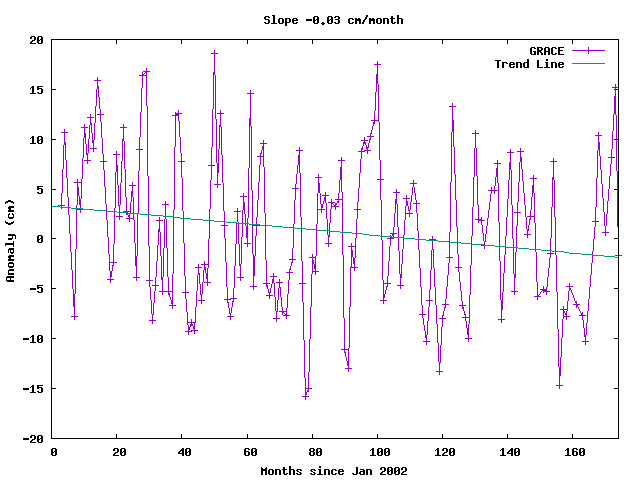 Slope -0.03 cm/month
GRACE
Trend Line
20
15
10
5
0
-5
-10
-15
-20
Anomaly (cm)
0 20 40 60 80 100 120 140 160
Months since Jan 2002